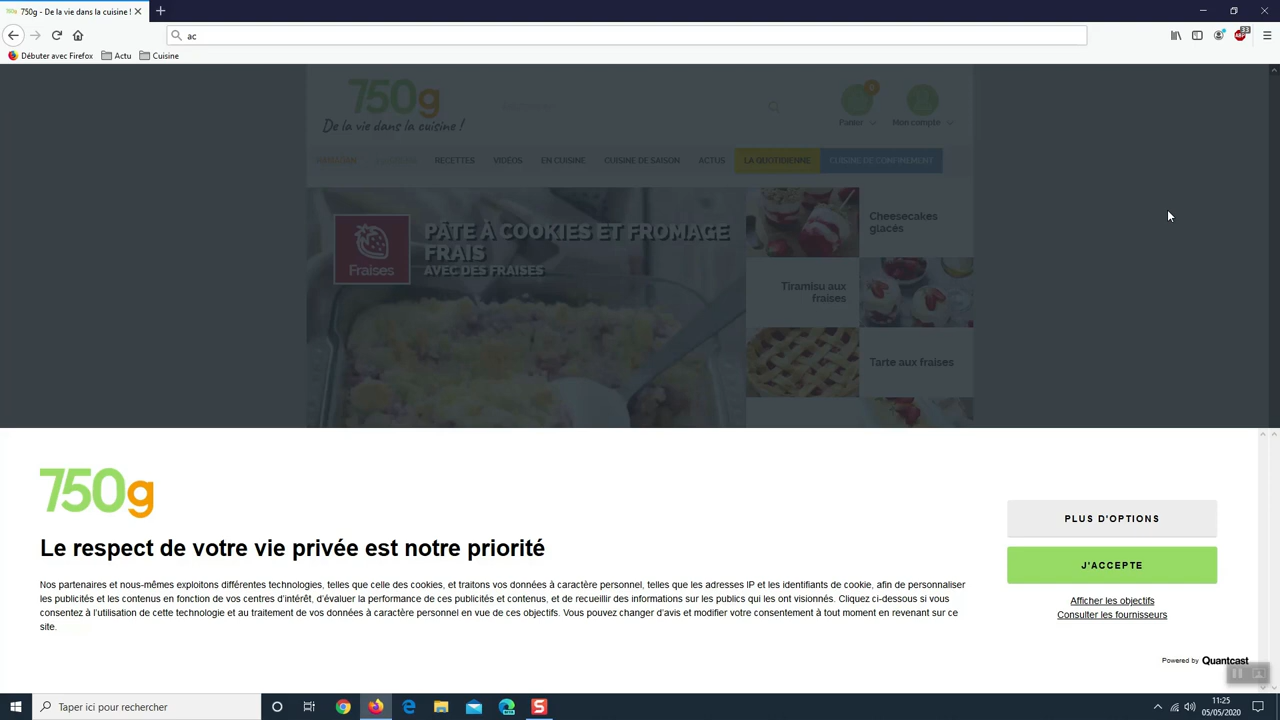 750g - De la vie dans la cuisine !
ac
33
ABP
Débuter avec Firefox
Actu
Cuisine
750g
De la vie dans la cuisine !
0
Panier
Mon compte
RECETTES
VIDÉOS
EN CUISINE
CUISINE DE SAISON
ACTUS
LA QUOTIDIENNE
CUISINE DE CONFINEMENT
Fraises
PÂTE À COOKIES ET FROMAGE
FRAIS
AVEC DES FRAISES
Cheesecakes
glacés
Tiramisu aux
fraises
Tarte aux fraises
750g
Le respect de votre vie privée est notre priorité
Nos partenaires et nous-mêmes exploitons différentes technologies, telles que celle des cookies, et traitons vos données à caractère personnel, telles que les adresses IP et les identifiants de cookie, afin de personnaliser
les publicités et les contenus en fonction de vos centres d'intérêt, d'évaluer la performance de ces publicités et contenus, et de recueillir des informations sur les publics qui les ont visionnés. Cliquez ci-dessous si vous
consentez à l'utilisation de cette technologie et au traitement de vos données à caractère personnel en vue de ces objectifs. Vous pouvez changer d'avis et modifier votre consentement à tout moment en revenant sur ce
site.
PLUS D'OPTIONS
J'ACCEPTE
Afficher les objectifs
Consulter les fournisseurs
Powered by Quantcast
Taper ici pour rechercher
S
11:25
05/05/2020